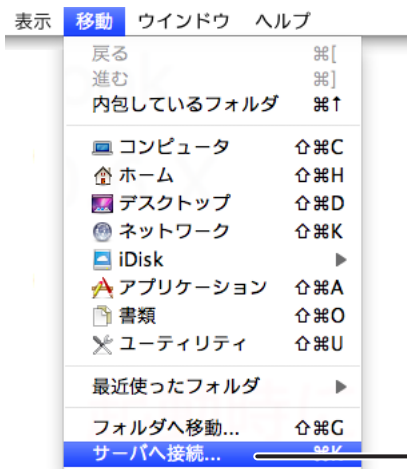 表示 移動 ウインドウ ヘルプ
戻る ⌘[
進む ⌘]
内包しているフォルダ ⌘↑
コンピュータ ⇧⌘C
ホーム ⇧⌘H
デスクトップ ⇧⌘D
ネットワーク ⇧⌘K
iDisk ▶
アプリケーション ⇧⌘A
書類 ⇧⌘O
ユーティリティ ⇧⌘U
最近使ったフォルダ ▶
フォルダへ移動... ⇧⌘G
サーバへ接続... ⌘K